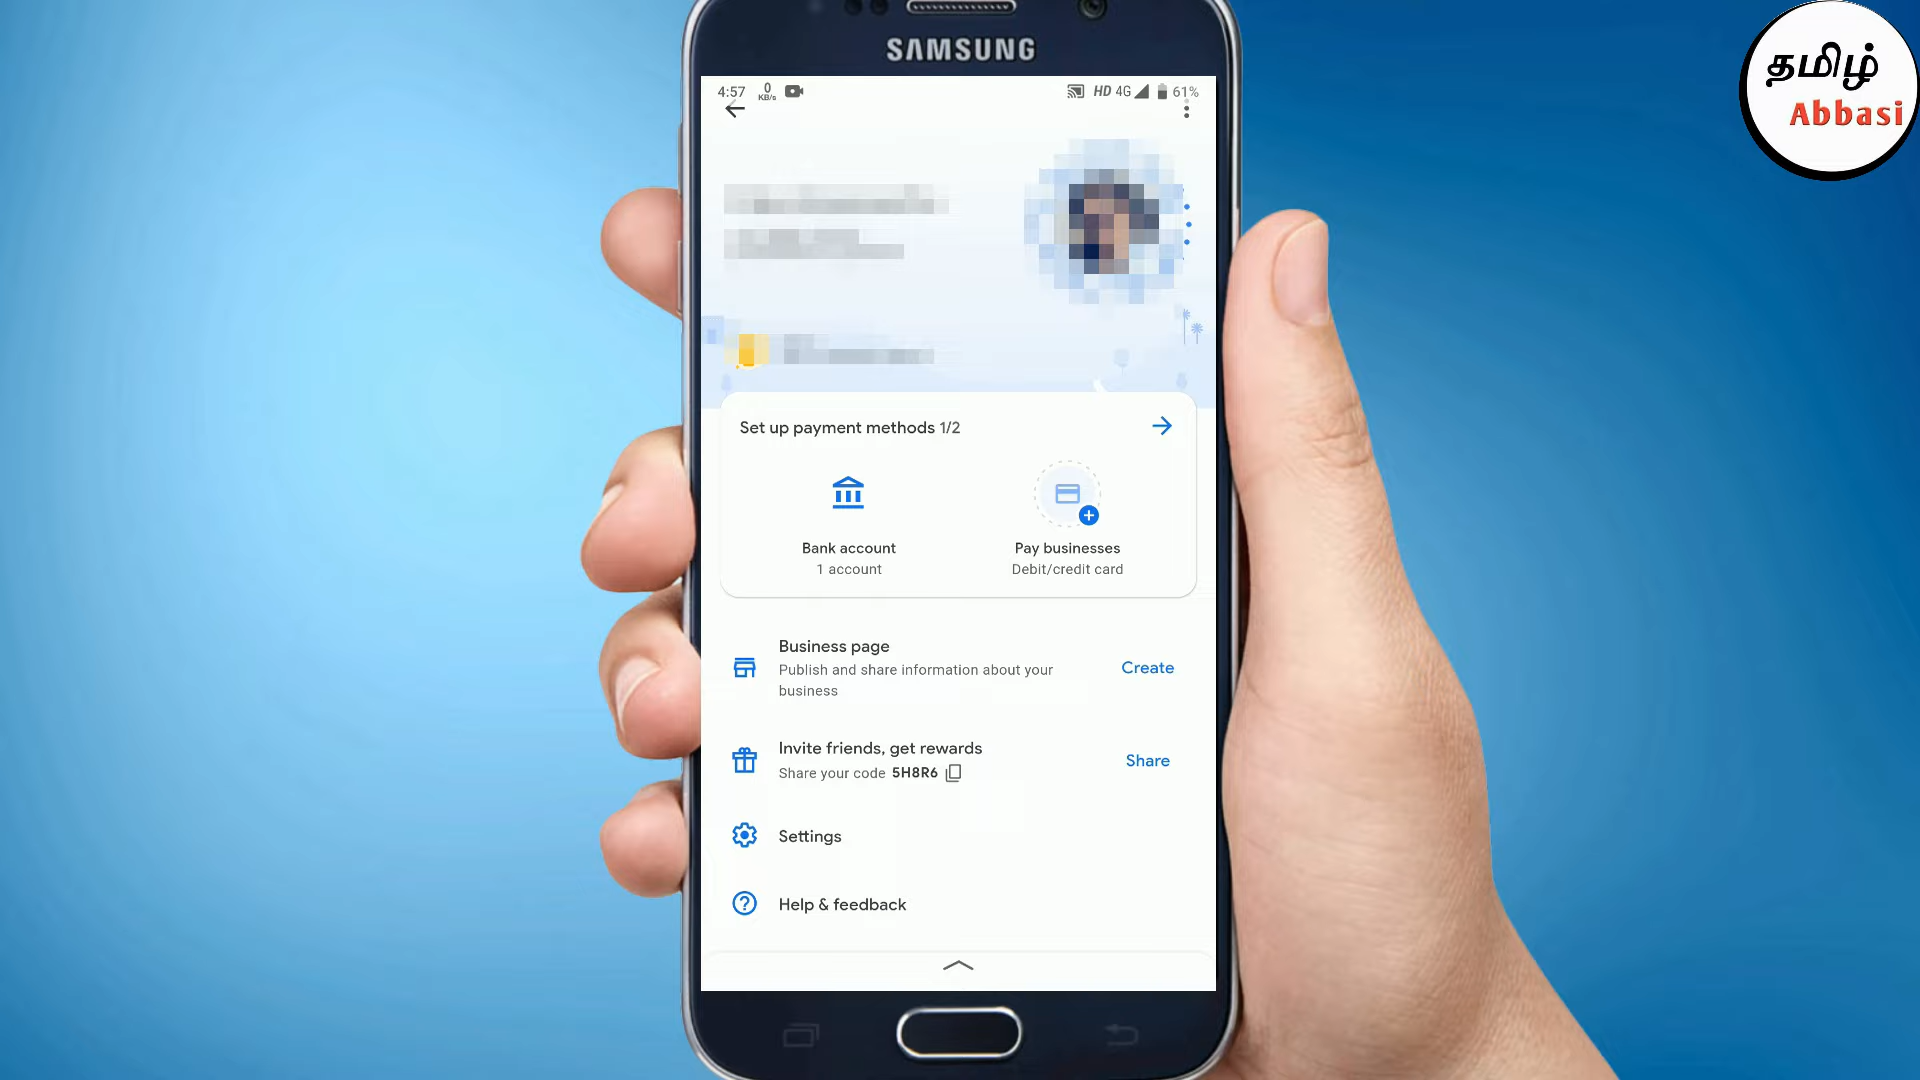 SAMSUNG
தமிழ்
Abbasi
4:57 0 KB/s HD 4G 61%
Set up payment methods 1/2
Bank account
1 account
Pay businesses
Debit/credit card
Business page
Publish and share information about your
business
Create
Invite friends, get rewards
Share your code 5H8R6
Share
Settings
Help & feedback